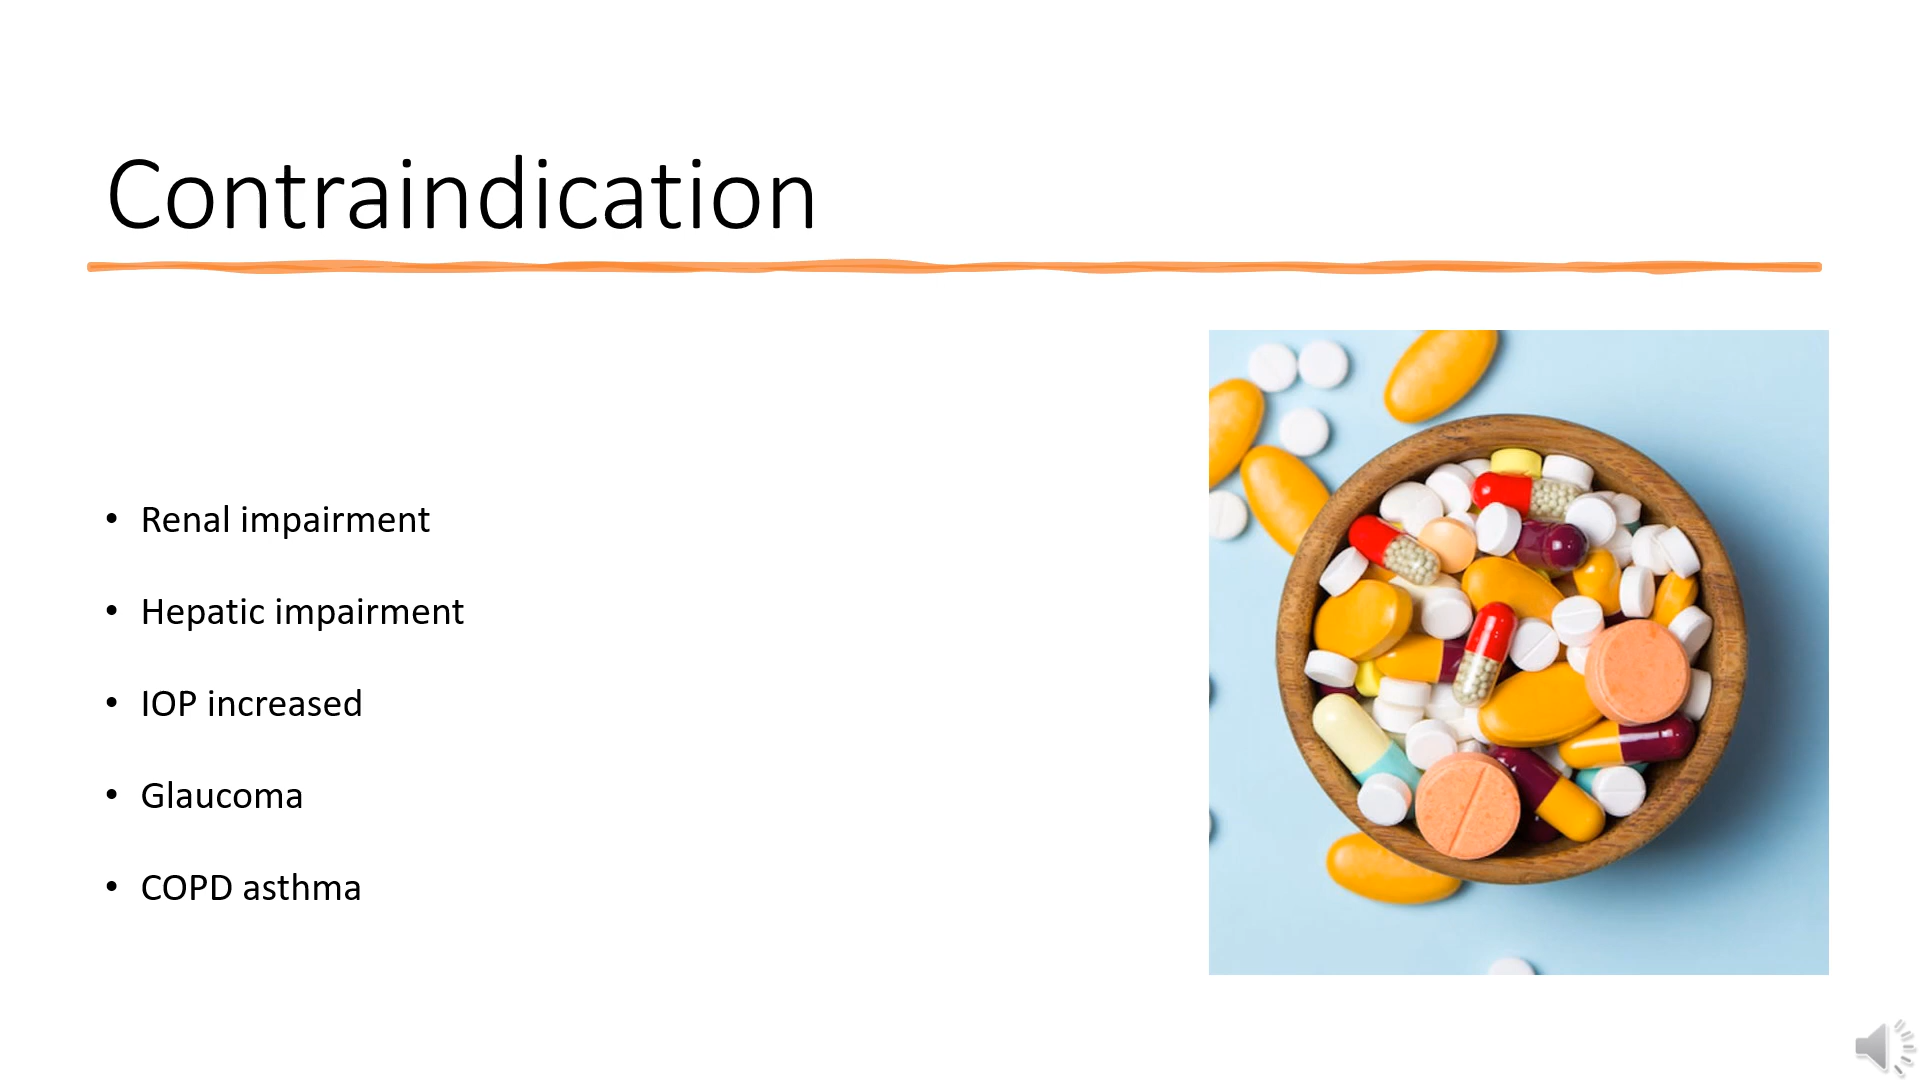 Contraindication
• Renal impairment
• Hepatic impairment
• IOP increased
• Glaucoma
• COPD asthma